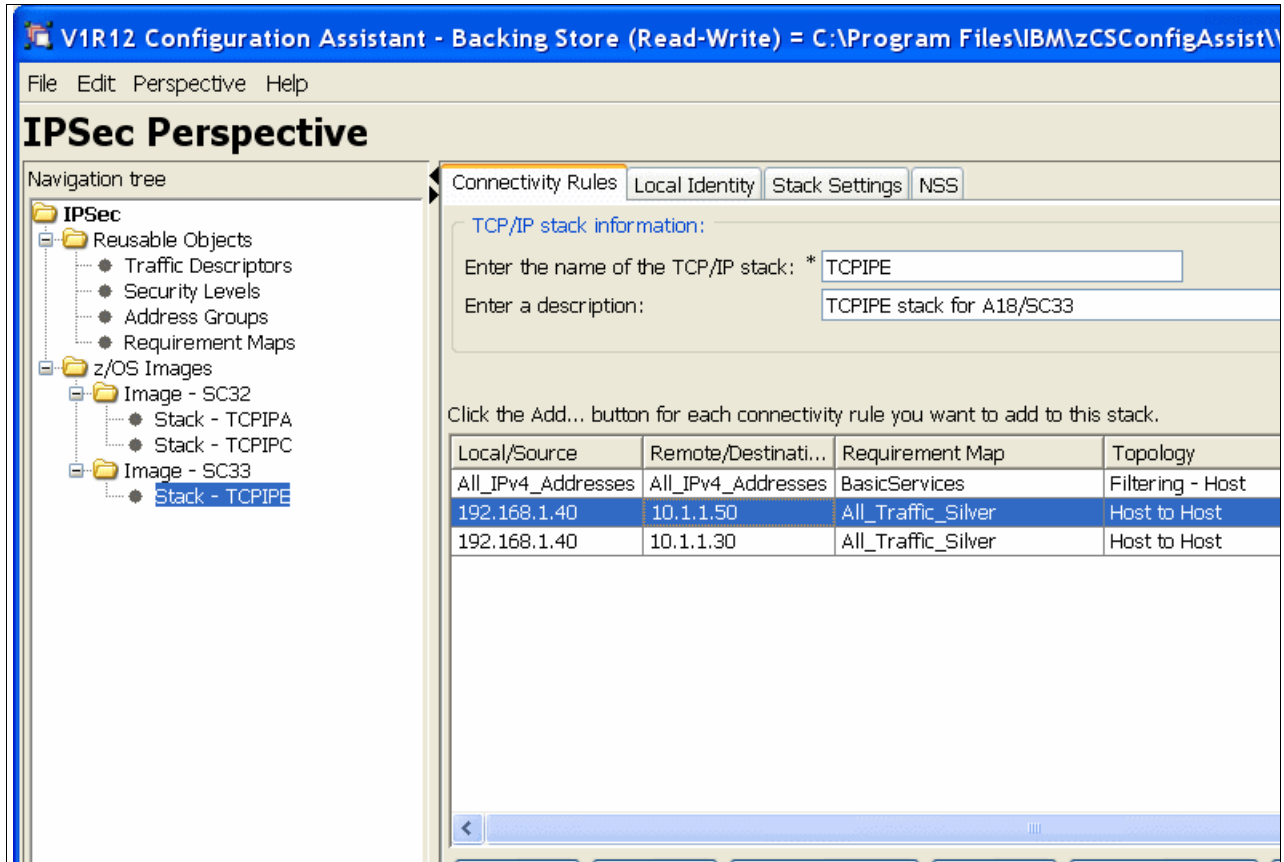 V1R12 Configuration Assistant - Backing Store (Read-Write) = C:\Program Files\IBM\zCSConfigAssist\
File Edit Perspective Help
IPSec Perspective
Navigation tree
IPSec
Reusable Objects
Traffic Descriptors
Security Levels
Address Groups
Requirement Maps
z/OS Images
Image - SC32
Stack - TCPIPA
Stack - TCPIPC
Image - SC33
Stack - TCPIPE
Connectivity Rules Local Identity Stack Settings NSS
TCP/IP stack information:
Enter the name of the TCP/IP stack: * TCPIPE
Enter a description: TCPIPE stack for A18/SC33
Click the Add... button for each connectivity rule you want to add to this stack.
Local/Source Remote/Destinati... Requirement Map Topology
All_IPv4_Addresses All_IPv4_Addresses BasicServices Filtering - Host
192.168.1.40 10.1.1.50 All_Traffic_Silver Host to Host
192.168.1.40 10.1.1.30 All_Traffic_Silver Host to Host